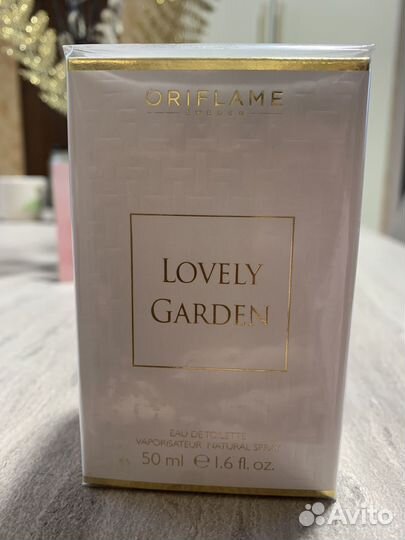 ORIFLAME
SWEDEN
LOVELY
GARDEN
EAU DE TOILETTE
VAPORISATEUR NATURAL SPRAY
50 ml ℮ 1.6 fl. oz.
Avito